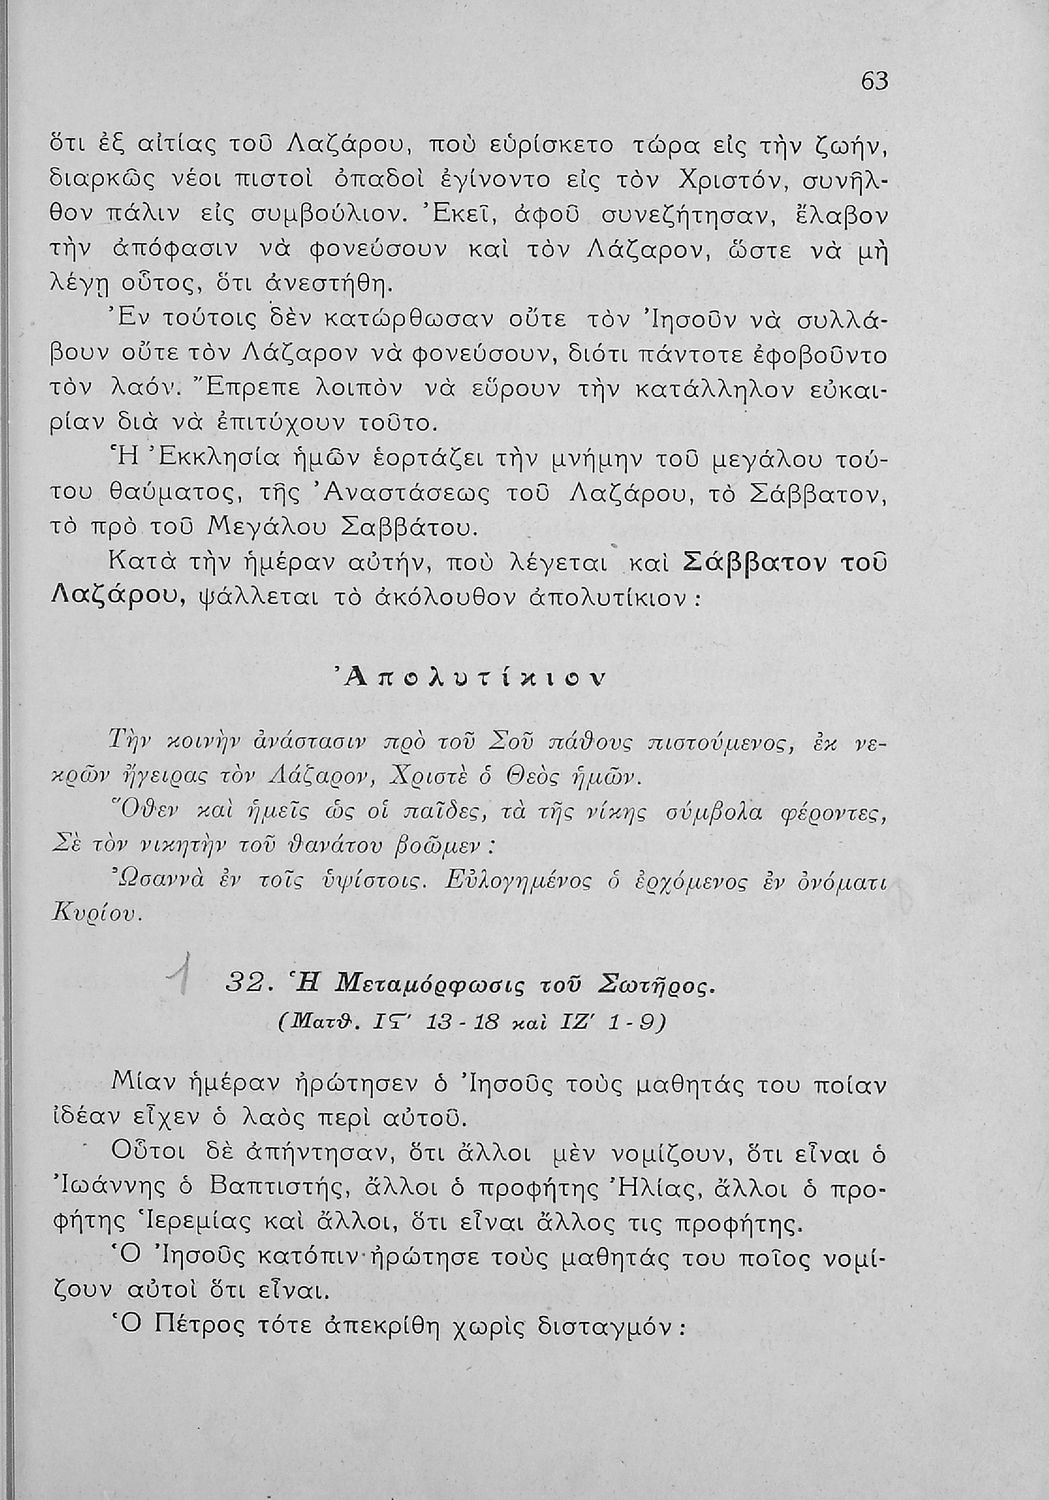 63
ὅτι ἐξ αἰτίας τοῦ Λαζάρου, ποὺ εὑρίσκετο τώρα εἰς τὴν ζωήν,
διαρκῶς νέοι πιστοὶ ὀπαδοὶ ἐγίνοντο εἰς τὸν Χριστόν, συνῆλ-
θον πάλιν εἰς συμβούλιον. Ἐκεῖ, ἀφοῦ συνεζήτησαν, ἔλαβον
τὴν ἀπόφασιν νὰ φονεύσουν καὶ τὸν Λάζαρον, ὥστε νὰ μὴ
λέγῃ οὗτος, ὅτι ἀνεστήθη.
Ἐν τούτοις δὲν κατώρθωσαν οὔτε τὸν Ἰησοῦν νὰ συλλά-
βουν οὔτε τὸν Λάζαρον νὰ φονεύσουν, διότι πάντοτε ἐφοβοῦντο
τὸν λαόν. Ἔπρεπε λοιπὸν νὰ εὕρουν τὴν κατάλληλον εὐκαι-
ρίαν διὰ νὰ ἐπιτύχουν τοῦτο.
Ἡ Ἐκκλησία ἡμῶν ἑορτάζει τὴν μνήμην τοῦ μεγάλου τού-
του θαύματος, τῆς Ἀναστάσεως τοῦ Λαζάρου, τὸ Σάββατον,
τὸ πρὸ τοῦ Μεγάλου Σαββάτου.
Κατὰ τὴν ἡμέραν αὐτήν, ποὺ λέγεται καὶ Σάββατον τοῦ
Λαζάρου, ψάλλεται τὸ ἀκόλουθον ἀπολυτίκιον :
Ἀπολυτίκιον
Τὴν κοινὴν ἀνάστασιν πρὸ τοῦ Σοῦ πάθους πιστούμενος, ἐκ νε-
κρῶν ἤγειρας τὸν Λάζαρον, Χριστὲ ὁ Θεὸς ἡμῶν.
Ὅθεν καὶ ἡμεῖς ὡς οἱ παῖδες, τὰ τῆς νίκης σύμβολα φέροντες,
Σὲ τὸν νικητὴν τοῦ θανάτου βοῶμεν :
Ὡσαννὰ ἐν τοῖς ὑψίστοις. Εὐλογημένος ὁ ἐρχόμενος ἐν ὀνόματι
Κυρίου.
1 32. Ἡ Μεταμόρφωσις τοῦ Σωτῆρος.
(Ματθ. ΙϚ' 13 - 18 καὶ ΙΖ' 1 - 9)
Μίαν ἡμέραν ἠρώτησεν ὁ Ἰησοῦς τοὺς μαθητάς του ποίαν
ἰδέαν εἶχεν ὁ λαὸς περὶ αὐτοῦ.
Οὗτοι δὲ ἀπήντησαν, ὅτι ἄλλοι μὲν νομίζουν, ὅτι εἶναι ὁ
Ἰωάννης ὁ Βαπτιστής, ἄλλοι ὁ προφήτης Ἠλίας, ἄλλοι ὁ προ-
φήτης Ἱερεμίας καὶ ἄλλοι, ὅτι εἶναι ἄλλος τις προφήτης.
Ὁ Ἰησοῦς κατόπιν ἠρώτησε τοὺς μαθητάς του ποῖος νομί-
ζουν αὐτοὶ ὅτι εἶναι.
Ὁ Πέτρος τότε ἀπεκρίθη χωρὶς δισταγμόν :